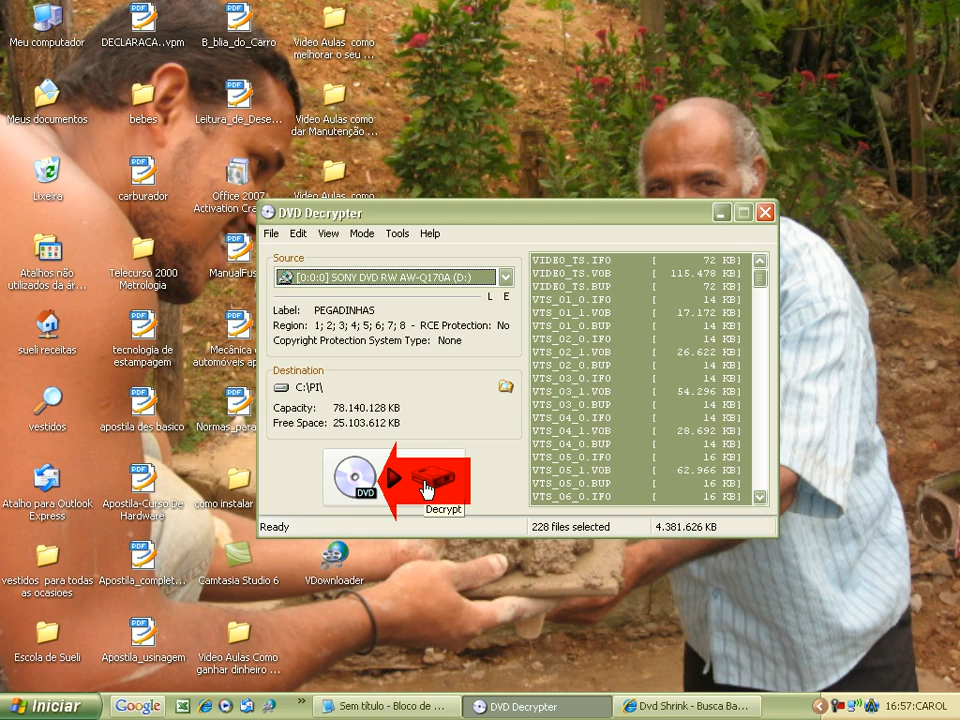 Meu computador
DECLARACA..vpm
B_blia_do_Carro
Video Aulas como
melhorar o seu ...
Meus documentos
bebes
Leitura_de_Dese...
Video Aulas como
dar Manutenção ...
Lixeira
carburador
Office 2007
Activation Cra
Video Aulas como
Atalhos não
utilizados da ár...
Telecurso 2000
Metrologia
ManualFus
sueli receitas
tecnologia de
estampagem
Mecânica
automóveis ap
vestidos
apostila des basico
Normas_para
Atalho para Outlook
Express
Apostila-Curso De
Hardware
como instalar
vestidos para todas
as ocasioes
Apostila_complet...
Camtasia Studio 6
VDownloader
Escola de Sueli
Apostila_usinagem
Video Aulas Como
ganhar dinheiro ...
DVD Decrypter
File Edit View Mode Tools Help
Source
[0:0:0] SONY DVD RW AW-Q170A (D:)
L E
Label: PEGADINHAS
Region: 1; 2; 3; 4; 5; 6; 7; 8 - RCE Protection: No
Copyright Protection System Type: None
Destination
C:\PI\
Capacity: 78.140.128 KB
Free Space: 25.103.612 KB
DVD
Decrypt
VIDEO_TS.IFO [ 72 KB]
VIDEO_TS.VOB [ 115.478 KB]
VIDEO_TS.BUP [ 72 KB]
VTS_01_0.IFO [ 14 KB]
VTS_01_1.VOB [ 17.172 KB]
VTS_01_0.BUP [ 14 KB]
VTS_02_0.IFO [ 14 KB]
VTS_02_1.VOB [ 26.622 KB]
VTS_02_0.BUP [ 14 KB]
VTS_03_0.IFO [ 14 KB]
VTS_03_1.VOB [ 54.296 KB]
VTS_03_0.BUP [ 14 KB]
VTS_04_0.IFO [ 14 KB]
VTS_04_1.VOB [ 28.692 KB]
VTS_04_0.BUP [ 14 KB]
VTS_05_0.IFO [ 16 KB]
VTS_05_1.VOB [ 62.966 KB]
VTS_05_0.BUP [ 16 KB]
VTS_06_0.IFO [ 16 KB]
Ready
228 files selected
4.381.626 KB
Iniciar
Google
Sem título - Bloco de ...
DVD Decrypter
Dvd Shrink - Busca Ba...
16:57:CAROL